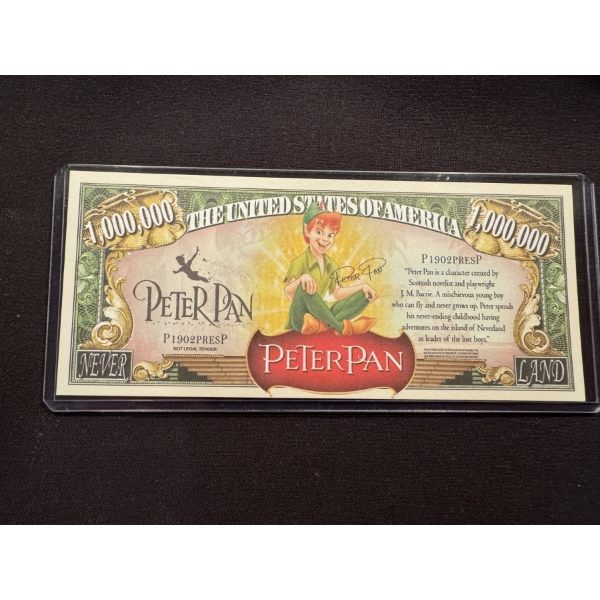 1,000,000
THE UNITED STATES OF AMERICA
1,000,000
PETER PAN
P1902PRESP
NOT LEGAL TENDER
NEVER
PETER PAN
PETER PAN
P1902PRESP
"Peter Pan is a character created by
Scottish novelist and playwright
J. M. Barrie. A mischievous young boy
who can fly and never grows up. Peter spends
his never-ending childhood having
adventures on the island of Neverland
as leader of the lost boys."
LAND